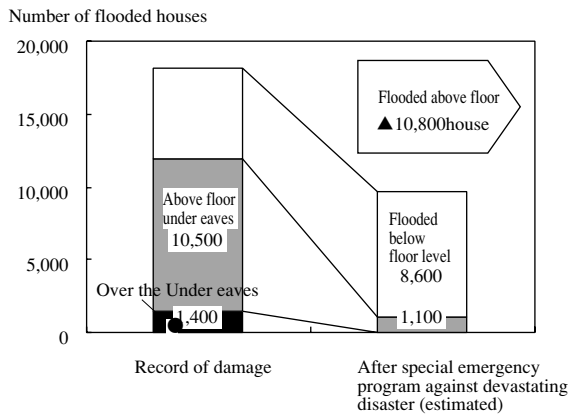 Number of flooded houses
20,000
15,000
10,000
5,000
0
Flooded above floor
▲10,800house
Above floor
under eaves
10,500
Over the Under eaves
1,400
Flooded
below
floor level
8,600
1,100
Record of damage
After special emergency
program against devastating
disaster (estimated)